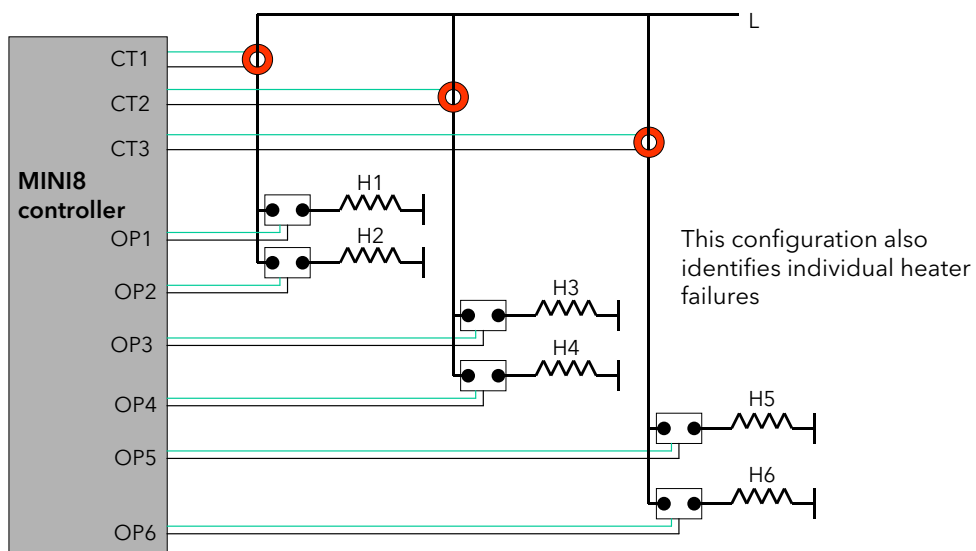 L
CT1
CT2
CT3
MINI8
controller
H1
OP1
H2
This configuration also
identifies individual heater
failures
OP2
H3
OP3
H4
OP4
H5
OP5
H6
OP6